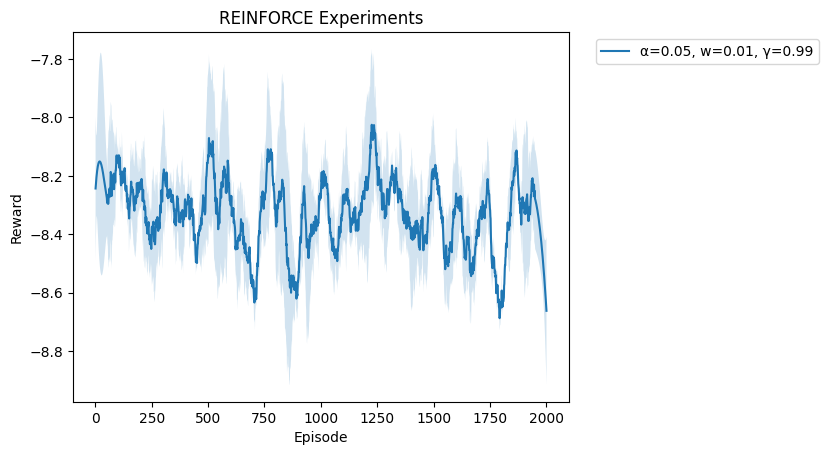 REINFORCE Experiments
α=0.05, w=0.01, γ=0.99
Reward
−7.8
−8.0
−8.2
−8.4
−8.6
−8.8
0 250 500 750 1000 1250 1500 1750 2000
Episode